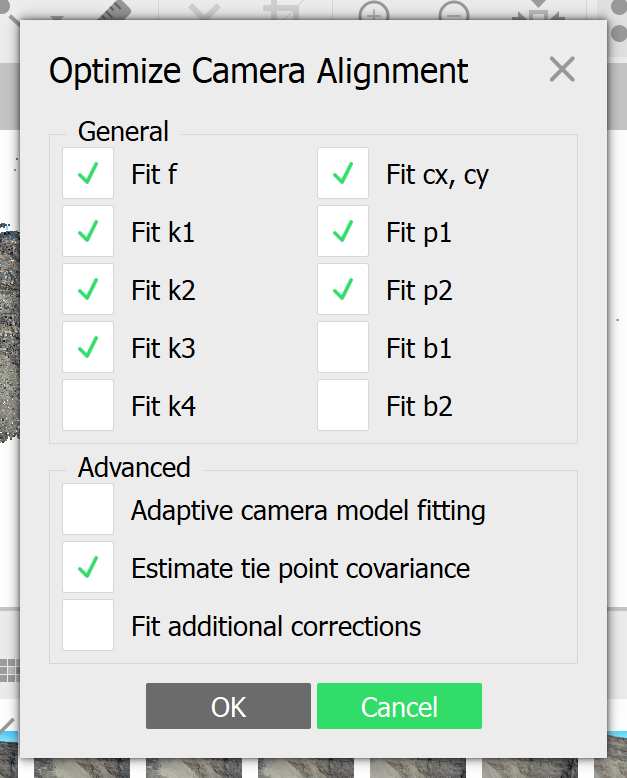 Optimize Camera Alignment
General
Fit f
Fit cx, cy
Fit k1
Fit p1
Fit k2
Fit p2
Fit k3
Fit b1
Fit k4
Fit b2
Advanced
Adaptive camera model fitting
Estimate tie point covariance
Fit additional corrections
OK
Cancel